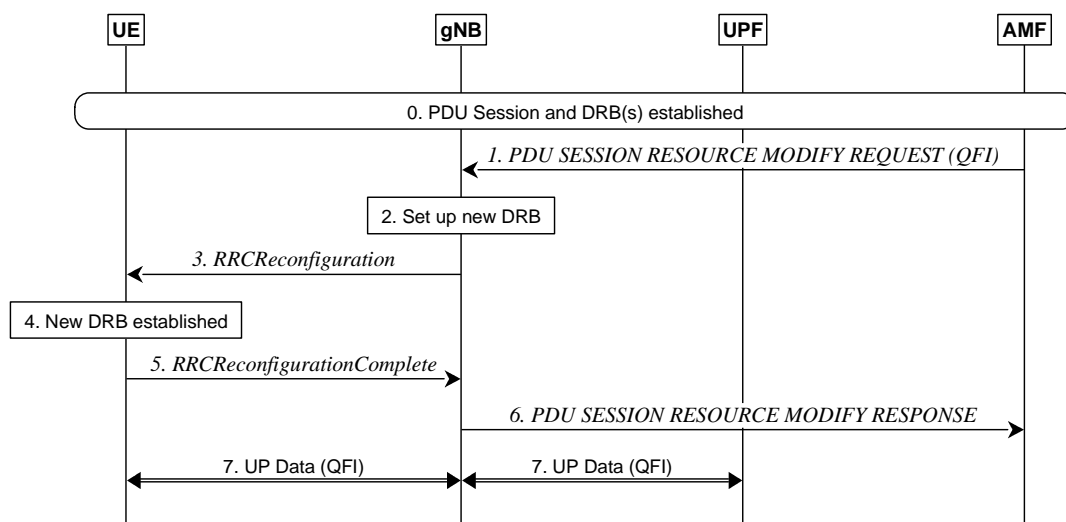 UE gNB UPF AMF
0. PDU Session and DRB(s) established
1. PDU SESSION RESOURCE MODIFY REQUEST (QFI)
2. Set up new DRB
3. RRCReconfiguration
4. New DRB established
5. RRCReconfigurationComplete
6. PDU SESSION RESOURCE MODIFY RESPONSE
7. UP Data (QFI) 7. UP Data (QFI)